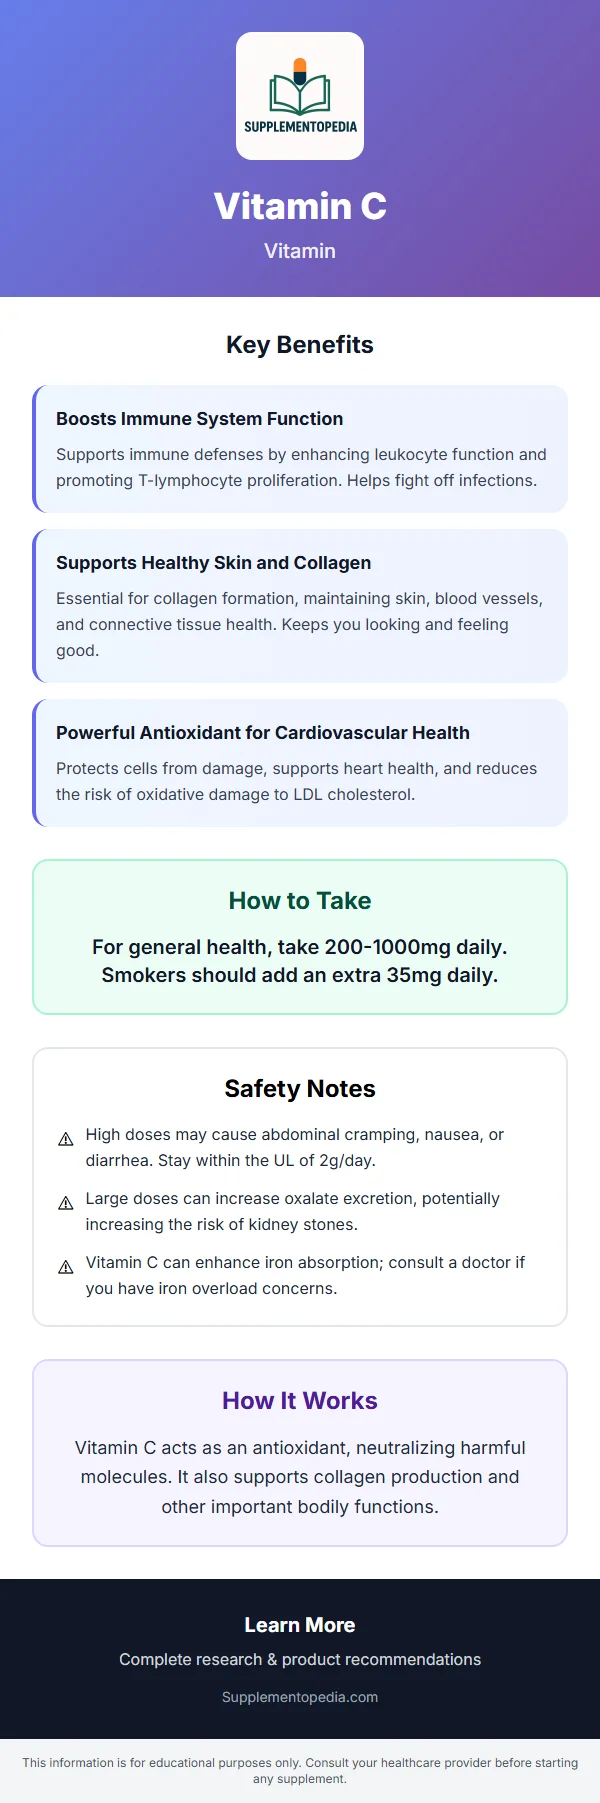 SUPPLEMENTOPEDIA
Vitamin C
Vitamin
Key Benefits
Boosts Immune System Function
Supports immune defenses by enhancing leukocyte function and
promoting T-lymphocyte proliferation. Helps fight off infections.
Supports Healthy Skin and Collagen
Essential for collagen formation, maintaining skin, blood vessels,
and connective tissue health. Keeps you looking and feeling
good.
Powerful Antioxidant for Cardiovascular Health
Protects cells from damage, supports heart health, and reduces
the risk of oxidative damage to LDL cholesterol.
How to Take
For general health, take 200-1000mg daily.
Smokers should add an extra 35mg daily.
Safety Notes
⚠ High doses may cause abdominal cramping, nausea, or
diarrhea. Stay within the UL of 2g/day.
⚠ Large doses can increase oxalate excretion, potentially
increasing the risk of kidney stones.
⚠ Vitamin C can enhance iron absorption; consult a doctor if
you have iron overload concerns.
How It Works
Vitamin C acts as an antioxidant, neutralizing harmful
molecules. It also supports collagen production and
other important bodily functions.
Learn More
Complete research & product recommendations
Supplementopedia.com
This information is for educational purposes only. Consult your healthcare provider before starting
any supplement.